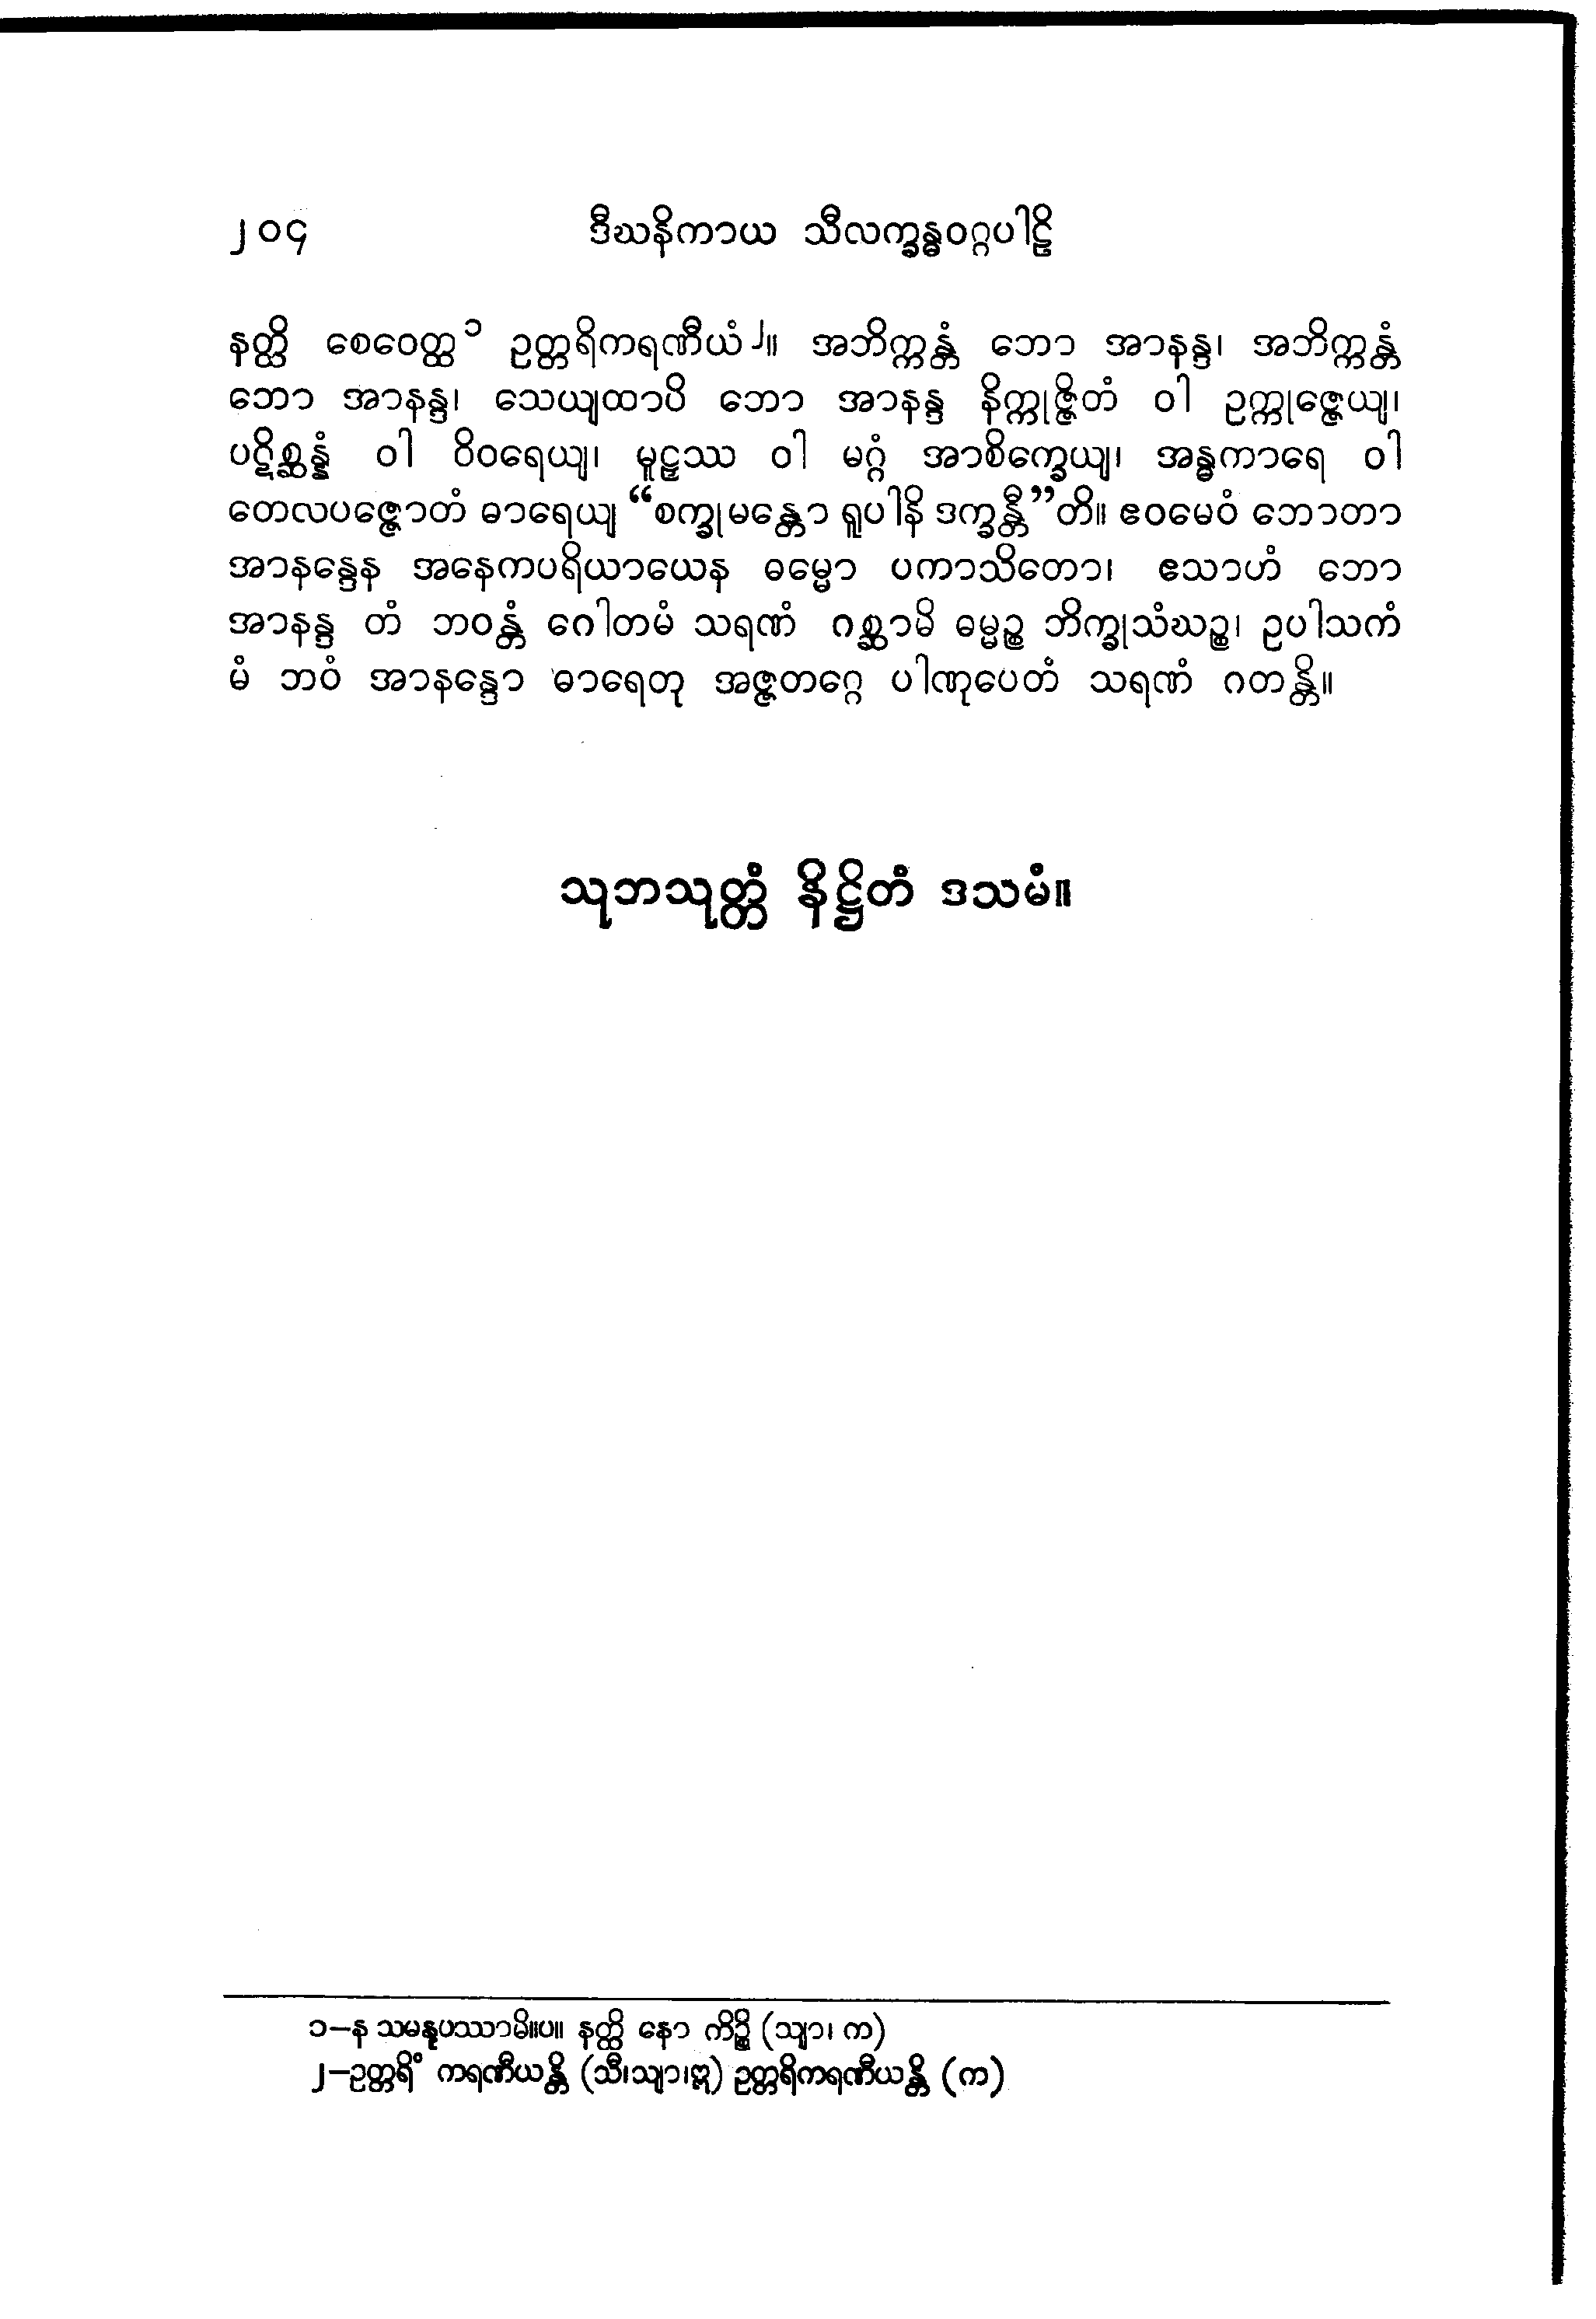 ၂၀၄ ဒီဃနိကာယ သီလက္ခန္ဓဝဂ္ဂပါဠိ
နတ္ထိ စေဝေတ္ထ ၁ ဥတ္တရိကရဏီယံ ၂။ အဘိက္ကန္တံ ဘော အာနန္ဒ၊ အဘိက္ကန္တံ
ဘော အာနန္ဒ၊ သေယျထာပိ ဘော အာနန္ဒ နိက္ကုဇ္ဇိတံ ဝါ ဥက္ကုဇ္ဇေယျ၊
ပဋိစ္ဆန္နံ ဝါ ဝိဝရေယျ၊ မူဠှဿ ဝါ မဂ္ဂံ အာစိက္ခေယျ၊ အန္ဓကာရေ ဝါ
တေလပဇ္ဇောတံ ဓာရေယျ “စက္ခုမန္တော ရူပါနိ ဒက္ခန္တီ”တိ။ ဧဝမေဝံ ဘောတာ
အာနန္ဒေန အနေကပရိယာယေန ဓမ္မော ပကာသိတော၊ ဧသာဟံ ဘော
အာနန္ဒ တံ ဘဝန္တံ ဂေါတမံ သရဏံ ဂစ္ဆာမိ ဓမ္မဉ္စ ဘိက္ခုသံဃဉ္စ၊ ဥပါသကံ
မံ ဘဝံ အာနန္ဒော ဓာရေတု အဇ္ဇတဂ္ဂေ ပါဏုပေတံ သရဏံ ဂတန္တိ။
သုဘသုတ္တံ နိဋ္ဌိတံ ဒသမံ။
၁–န သမနုပဿာမိ။ပ။ နတ္ထိ နော ကိဉ္စိ (သျာ၊ က)
၂–ဥတ္တရိံ ကရဏီယန္တိ (သီ၊သျာ၊ဣ) ဥတ္တရိကရဏီယန္တိ (က)